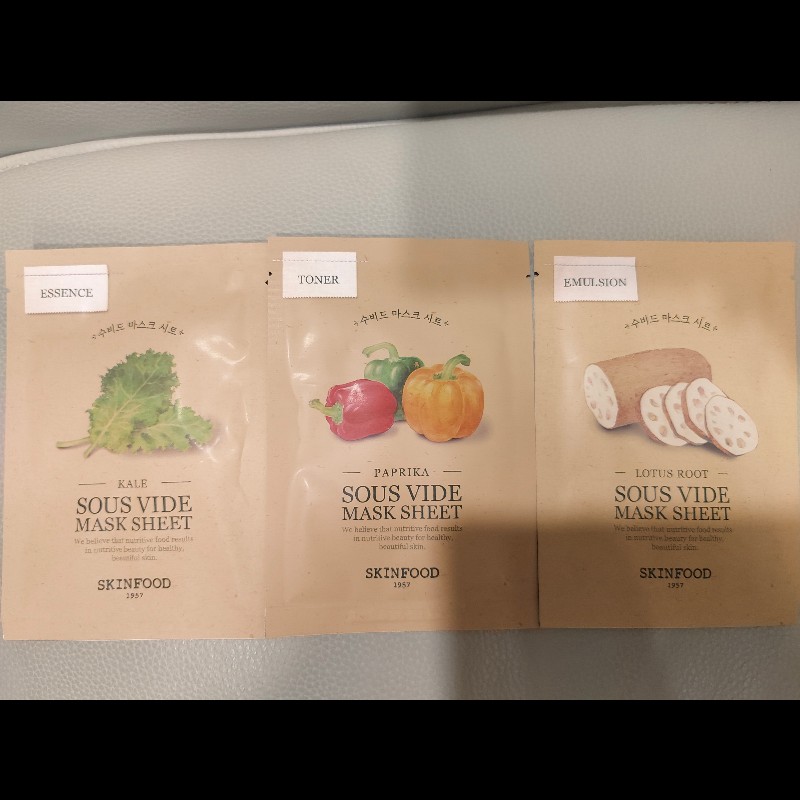 ESSENCE
수비드 마스크 시트
KALE
SOUS VIDE
MASK SHEET
We believe that nutritive food results
in nutritive beauty for healthy,
beautiful skin.
SKINFOOD
1957
TONER
수비드 마스크 시트
PAPRIKA
SOUS VIDE
MASK SHEET
We believe that nutritive food results
in nutritive beauty for healthy,
beautiful skin.
SKINFOOD
1957
EMULSION
수비드 마스크 시트
LOTUS ROOT
SOUS VIDE
MASK SHEET
We believe that nutritive food results
in nutritive beauty for healthy,
beautiful skin.
SKINFOOD
1957